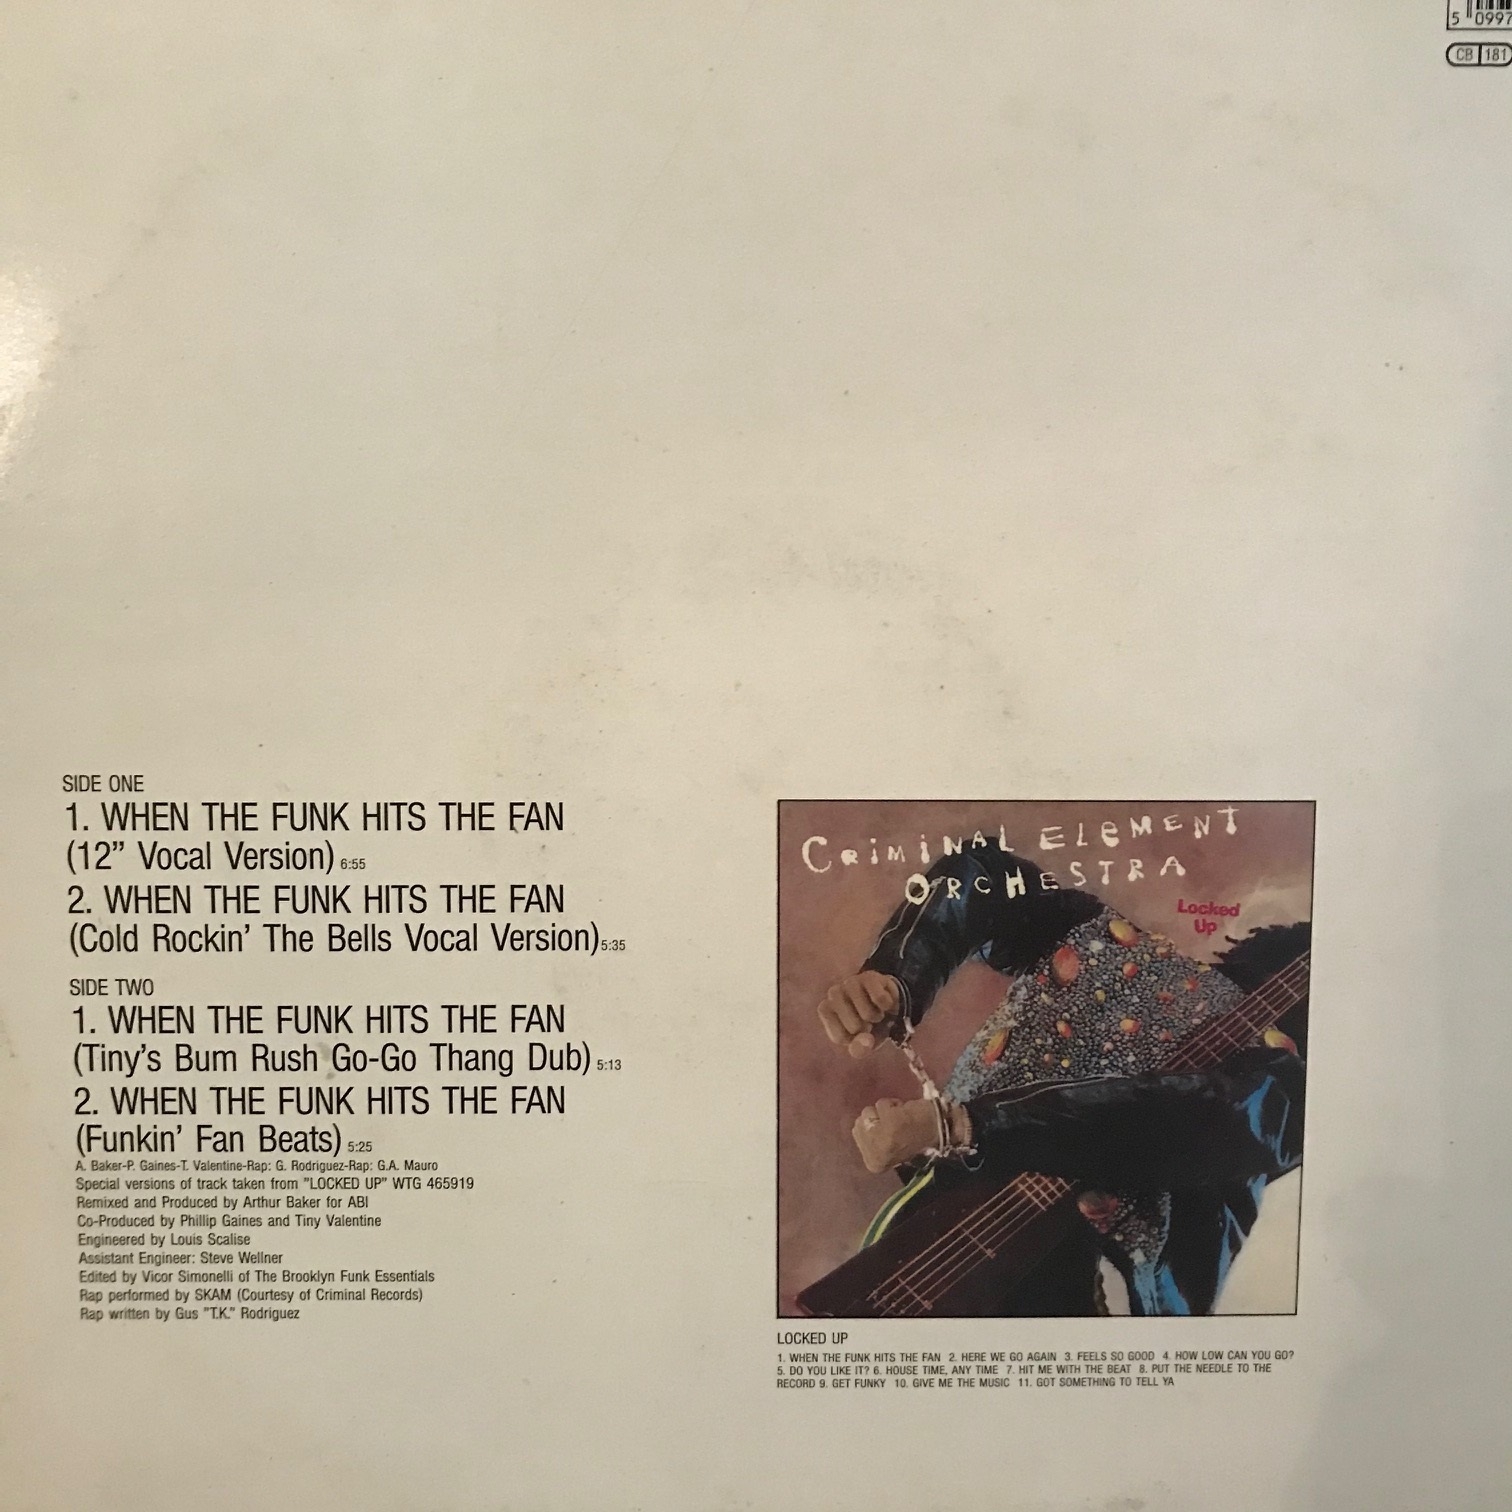 5 0997
CB 181
SIDE ONE
1. WHEN THE FUNK HITS THE FAN
(12” Vocal Version) 6:55
2. WHEN THE FUNK HITS THE FAN
(Cold Rockin’ The Bells Vocal Version) 5:35
SIDE TWO
1. WHEN THE FUNK HITS THE FAN
(Tiny’s Bum Rush Go-Go Thang Dub) 5:13
2. WHEN THE FUNK HITS THE FAN
(Funkin’ Fan Beats) 5:25
A. Baker-P. Gaines-T. Valentine-Rap: G. Rodriguez-Rap: G.A. Mauro
Special versions of track taken from "LOCKED UP" WTG 465919
Remixed and Produced by Arthur Baker for ABI
Co-Produced by Phillip Gaines and Tiny Valentine
Engineered by Louis Scalise
Assistant Engineer: Steve Wellner
Edited by Vicor Simonelli of The Brooklyn Funk Essentials
Rap performed by SKAM (Courtesy of Criminal Records)
Rap written by Gus "T.K." Rodriguez
CRiMiNAL ELeMENT
ORCHESTRA
Locked
Up
LOCKED UP
1. WHEN THE FUNK HITS THE FAN 2. HERE WE GO AGAIN 3. FEELS SO GOOD 4. HOW LOW CAN YOU GO?
5. DO YOU LIKE IT? 6. HOUSE TIME, ANY TIME 7. HIT ME WITH THE BEAT 8. PUT THE NEEDLE TO THE
RECORD 9. GET FUNKY 10. GIVE ME THE MUSIC 11. GOT SOMETHING TO TELL YA